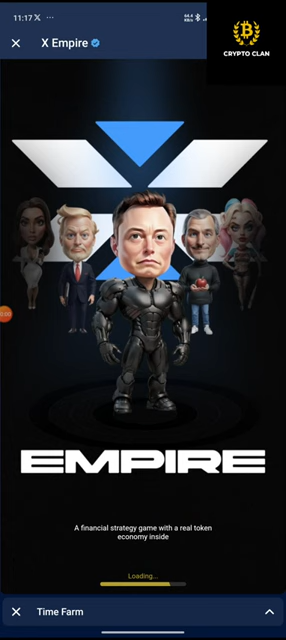 11:17 X ...
X Empire
CRYPTO CLAN
EMPIRE
A financial strategy game with a real token
economy inside
Loading...
Time Farm